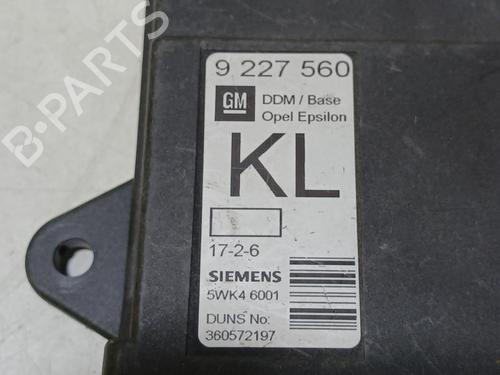 9 227 560
GM DDM / Base
Opel Epsilon
KL
17-2-6
SIEMENS
5WK4 6001
DUNS No:
360572197
B-PARTS